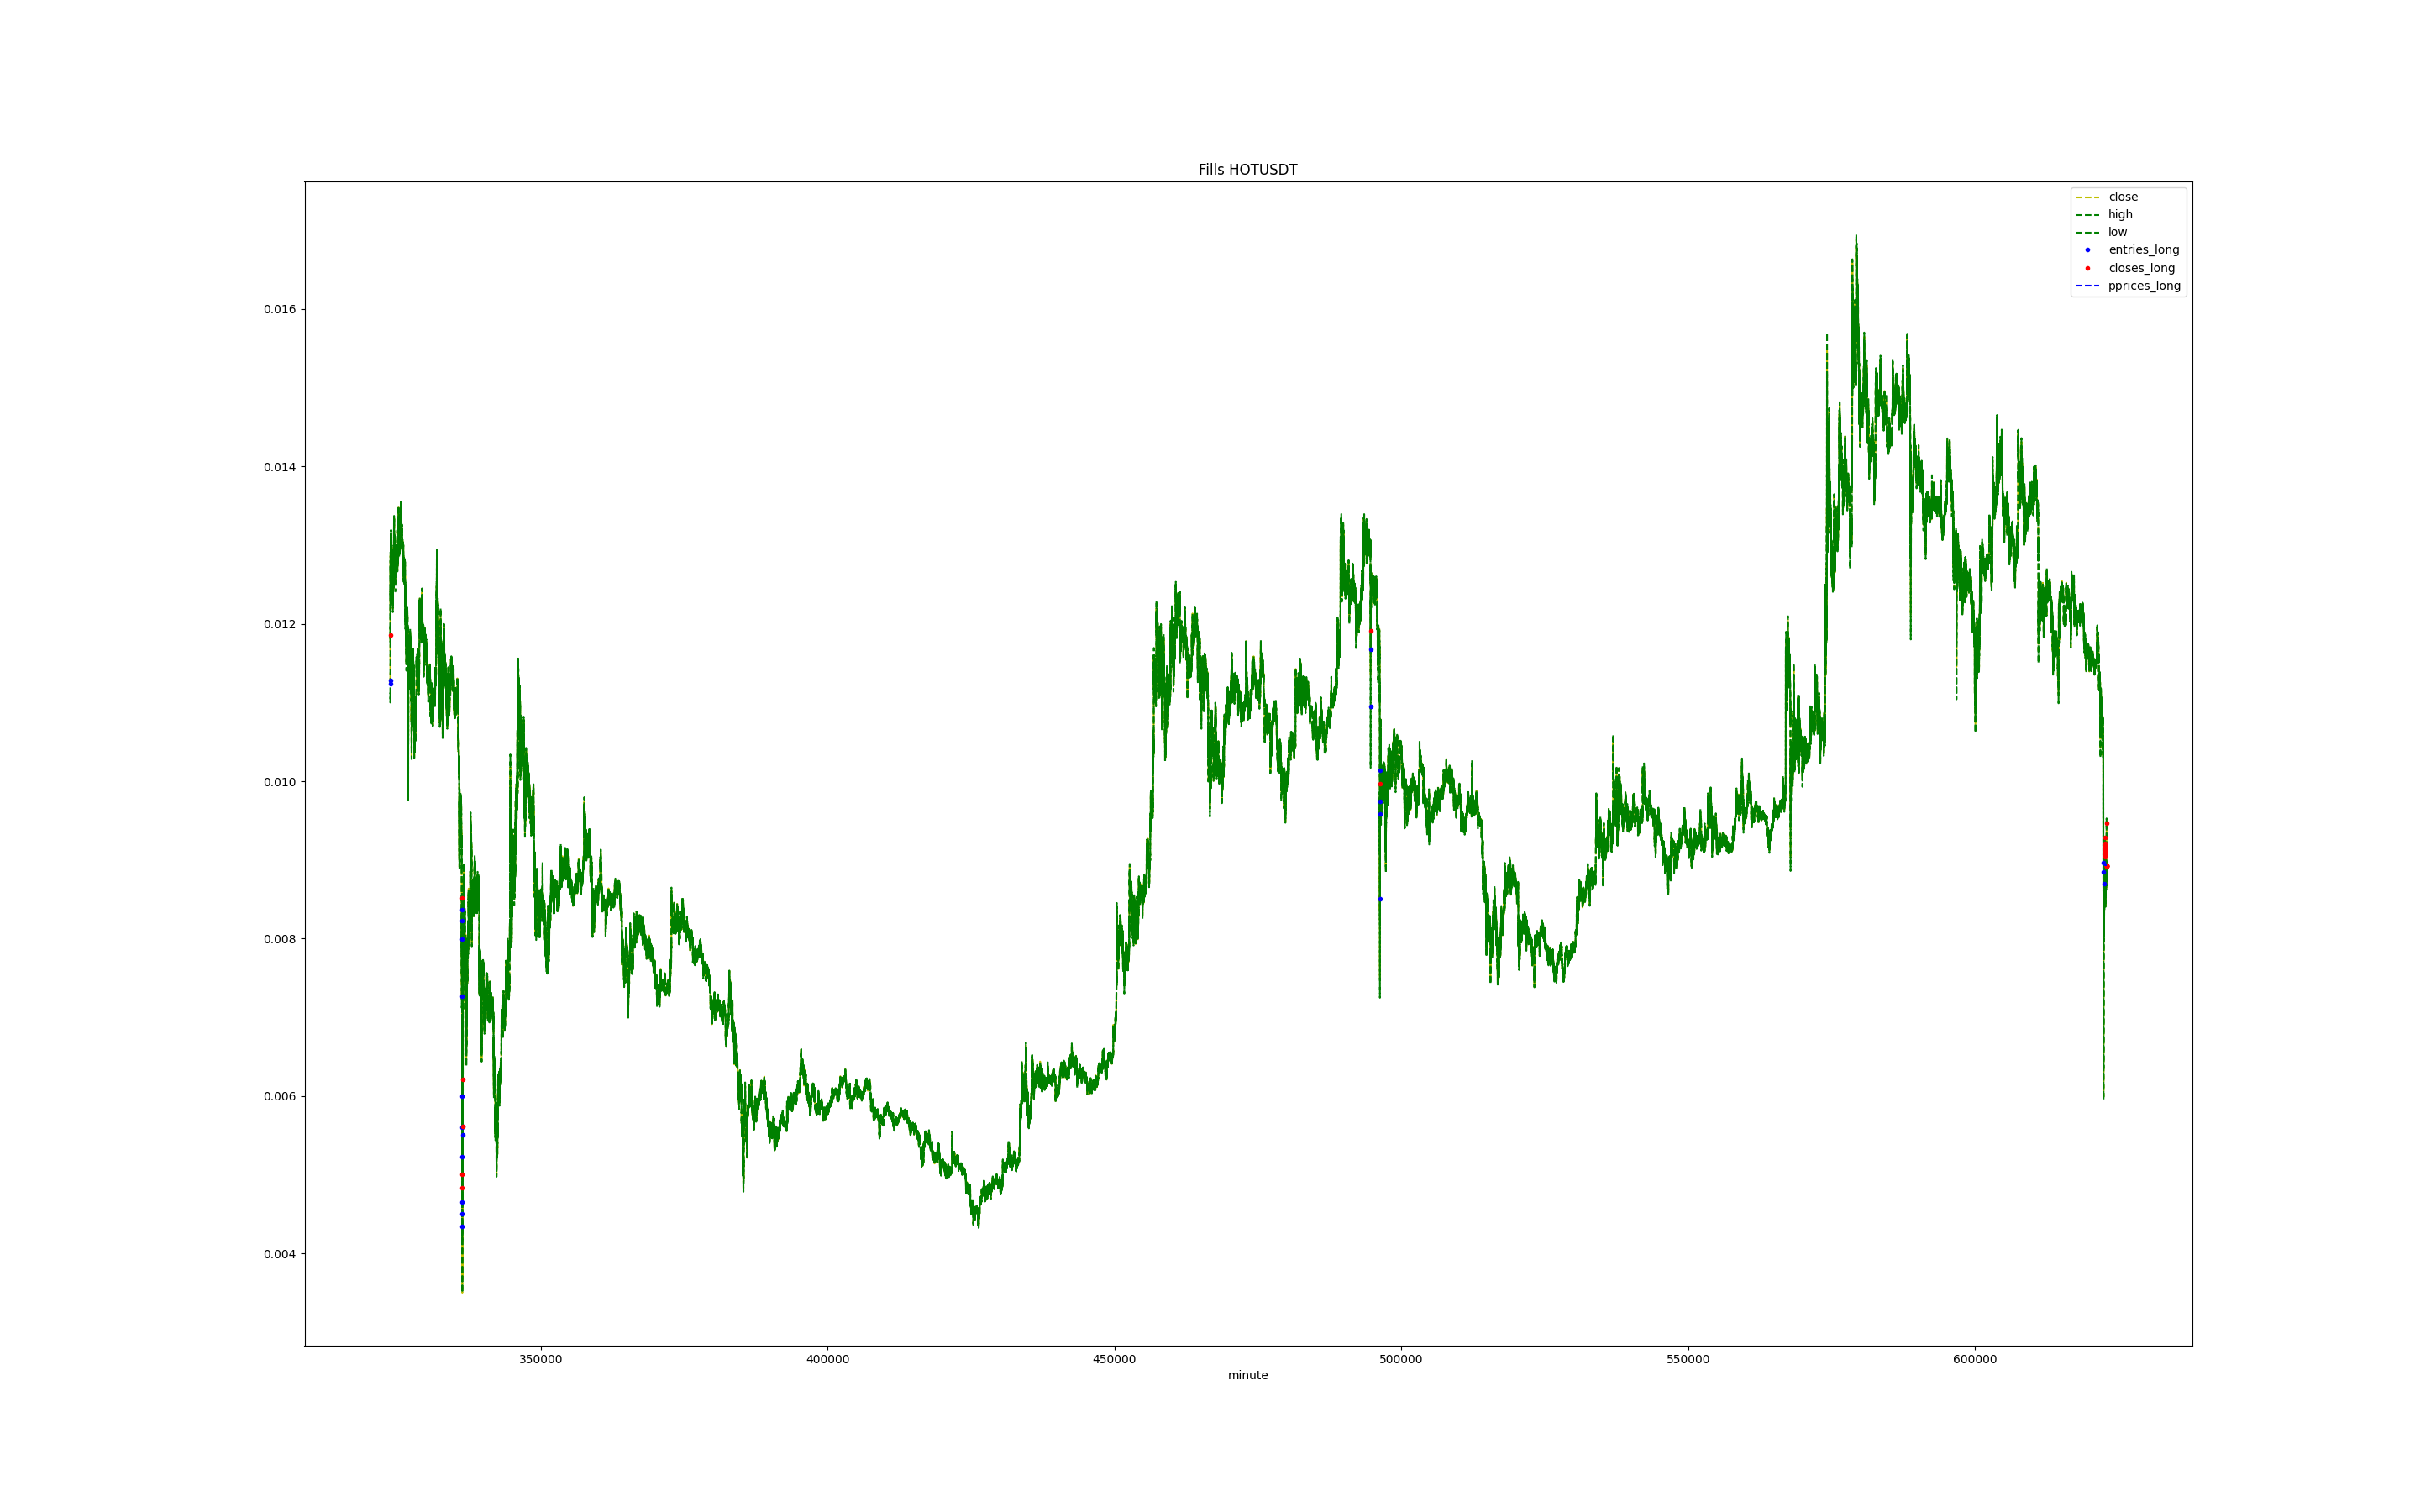 Fills HOTUSDT
close
high
low
entries_long
closes_long
pprices_long
0.016
0.014
0.012
0.010
0.008
0.006
0.004
350000
400000
450000
500000
550000
600000
minute